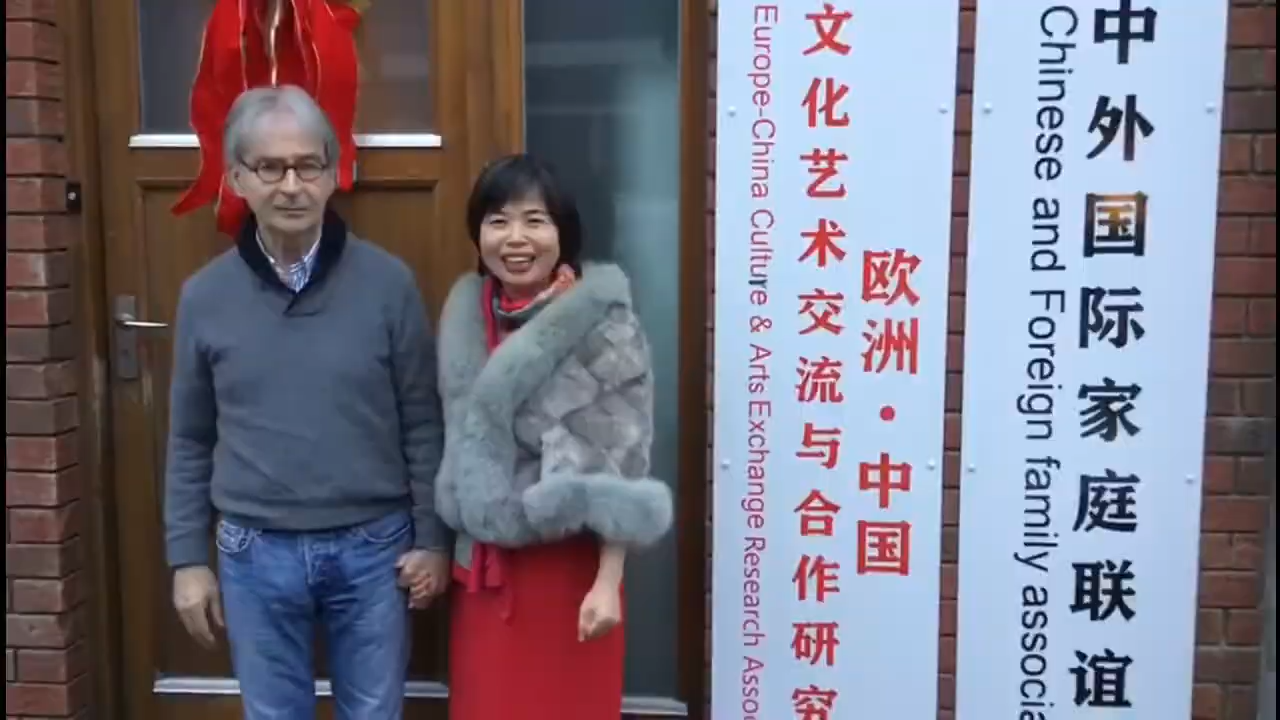 欧洲·中国
文化艺术交流与合作研究
Europe-China Culture & Arts Exchange Research Asso
中外国际家庭联谊
Chinese and Foreign family associa